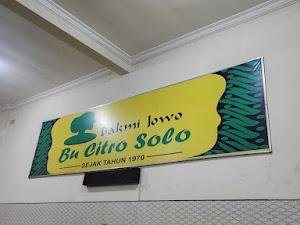 Bakmi Jowo
Bu Citro Solo
SEJAK TAHUN 1970